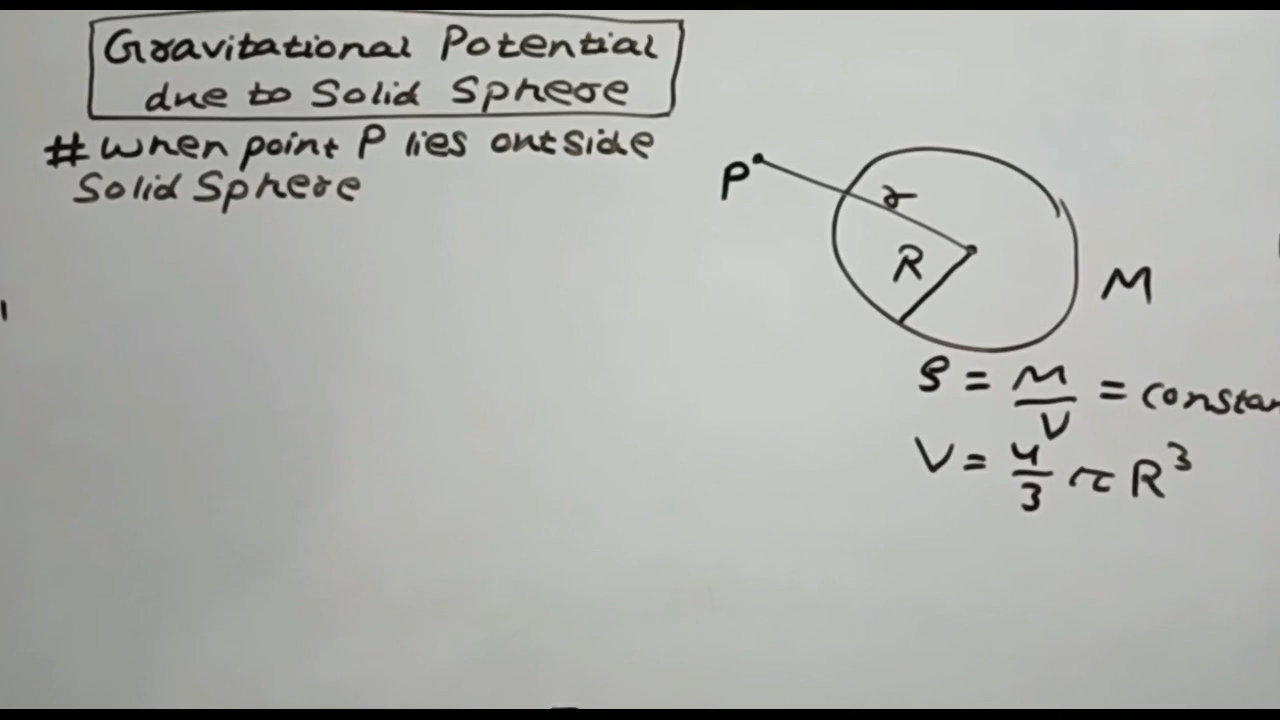 Gravitational Potential
due to Solid Sphere
# when point P lies outside
Solid Sphere
P
r
R
M
ρ = M/V = constan
V = 4/3 π R³